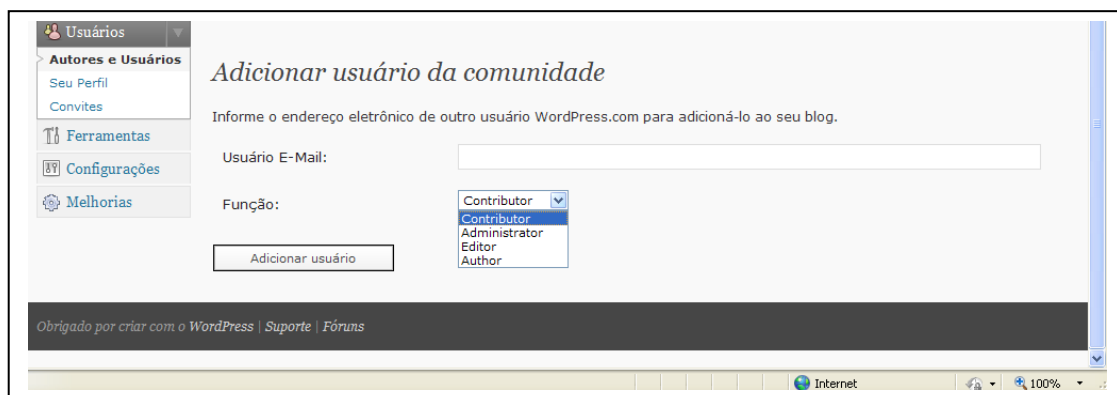 Usuários
Autores e Usuários
Seu Perfil
Convites
Ferramentas
Configurações
Melhorias
Adicionar usuário da comunidade
Informe o endereço eletrônico de outro usuário WordPress.com para adicioná-lo ao seu blog.
Usuário E-Mail:
Função:
Contributor
Contributor
Administrator
Editor
Author
Adicionar usuário
Obrigado por criar com o WordPress | Suporte | Fóruns
Internet
100%